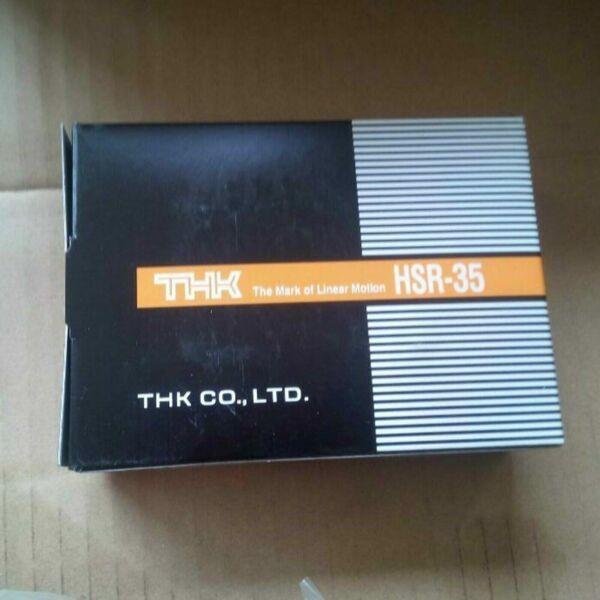 THK The Mark of Linear Motion HSR-35
THK CO., LTD.